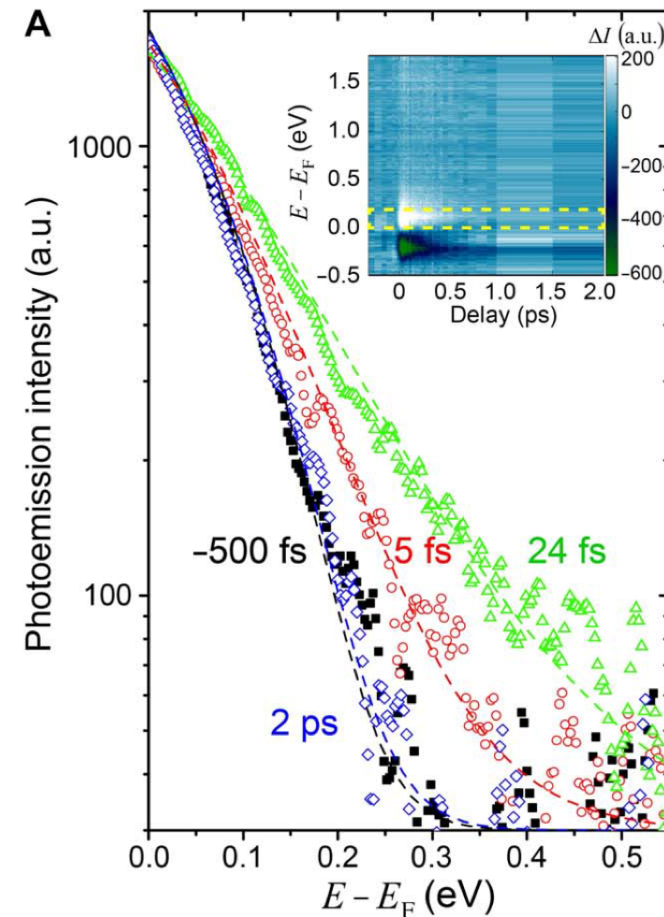 A
Photoemission intensity (a.u.)
1000
100
−500 fs
5 fs
24 fs
2 ps
0.0 0.1 0.2 0.3 0.4 0.5
E − E_F (eV)
ΔI (a.u.)
200
0
−200
−400
−600
E − E_F (eV)
1.5
1.0
0.5
0.0
−0.5
0 0.5 1.0 1.5 2.0
Delay (ps)